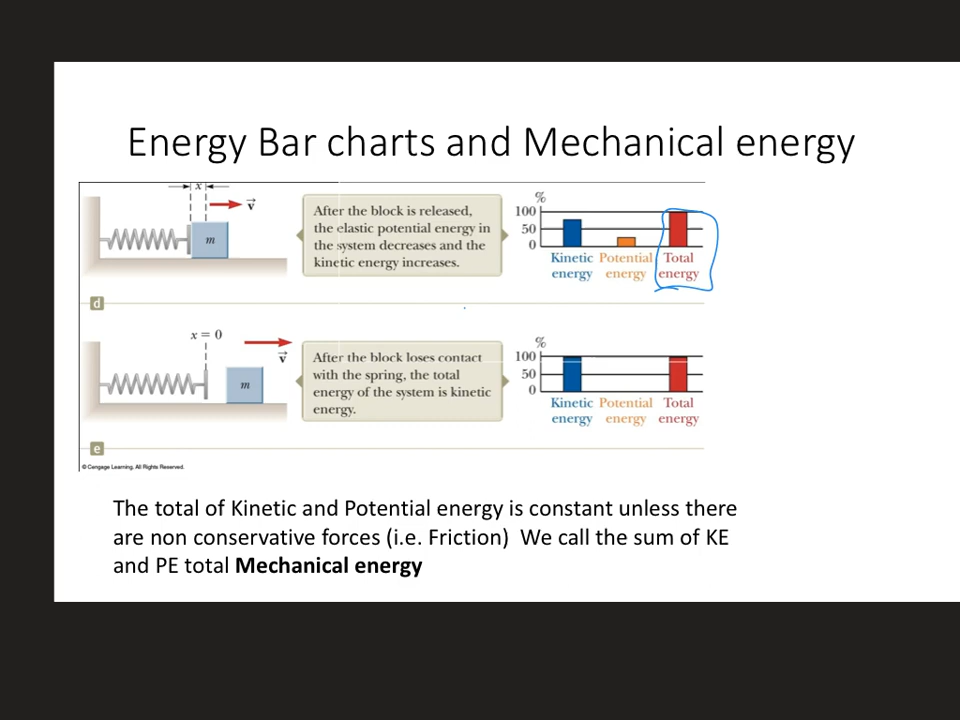 Energy Bar charts and Mechanical energy
x
v
m
After the block is released,
the elastic potential energy in
the system decreases and the
kinetic energy increases.
%
100
50
0
Kinetic Potential Total
energy energy energy
d
x = 0
v
m
After the block loses contact
with the spring, the total
energy of the system is kinetic
energy.
%
100
50
0
Kinetic Potential Total
energy energy energy
e
© Cengage Learning. All Rights Reserved.
The total of Kinetic and Potential energy is constant unless there
are non conservative forces (i.e. Friction)  We call the sum of KE
and PE total Mechanical energy